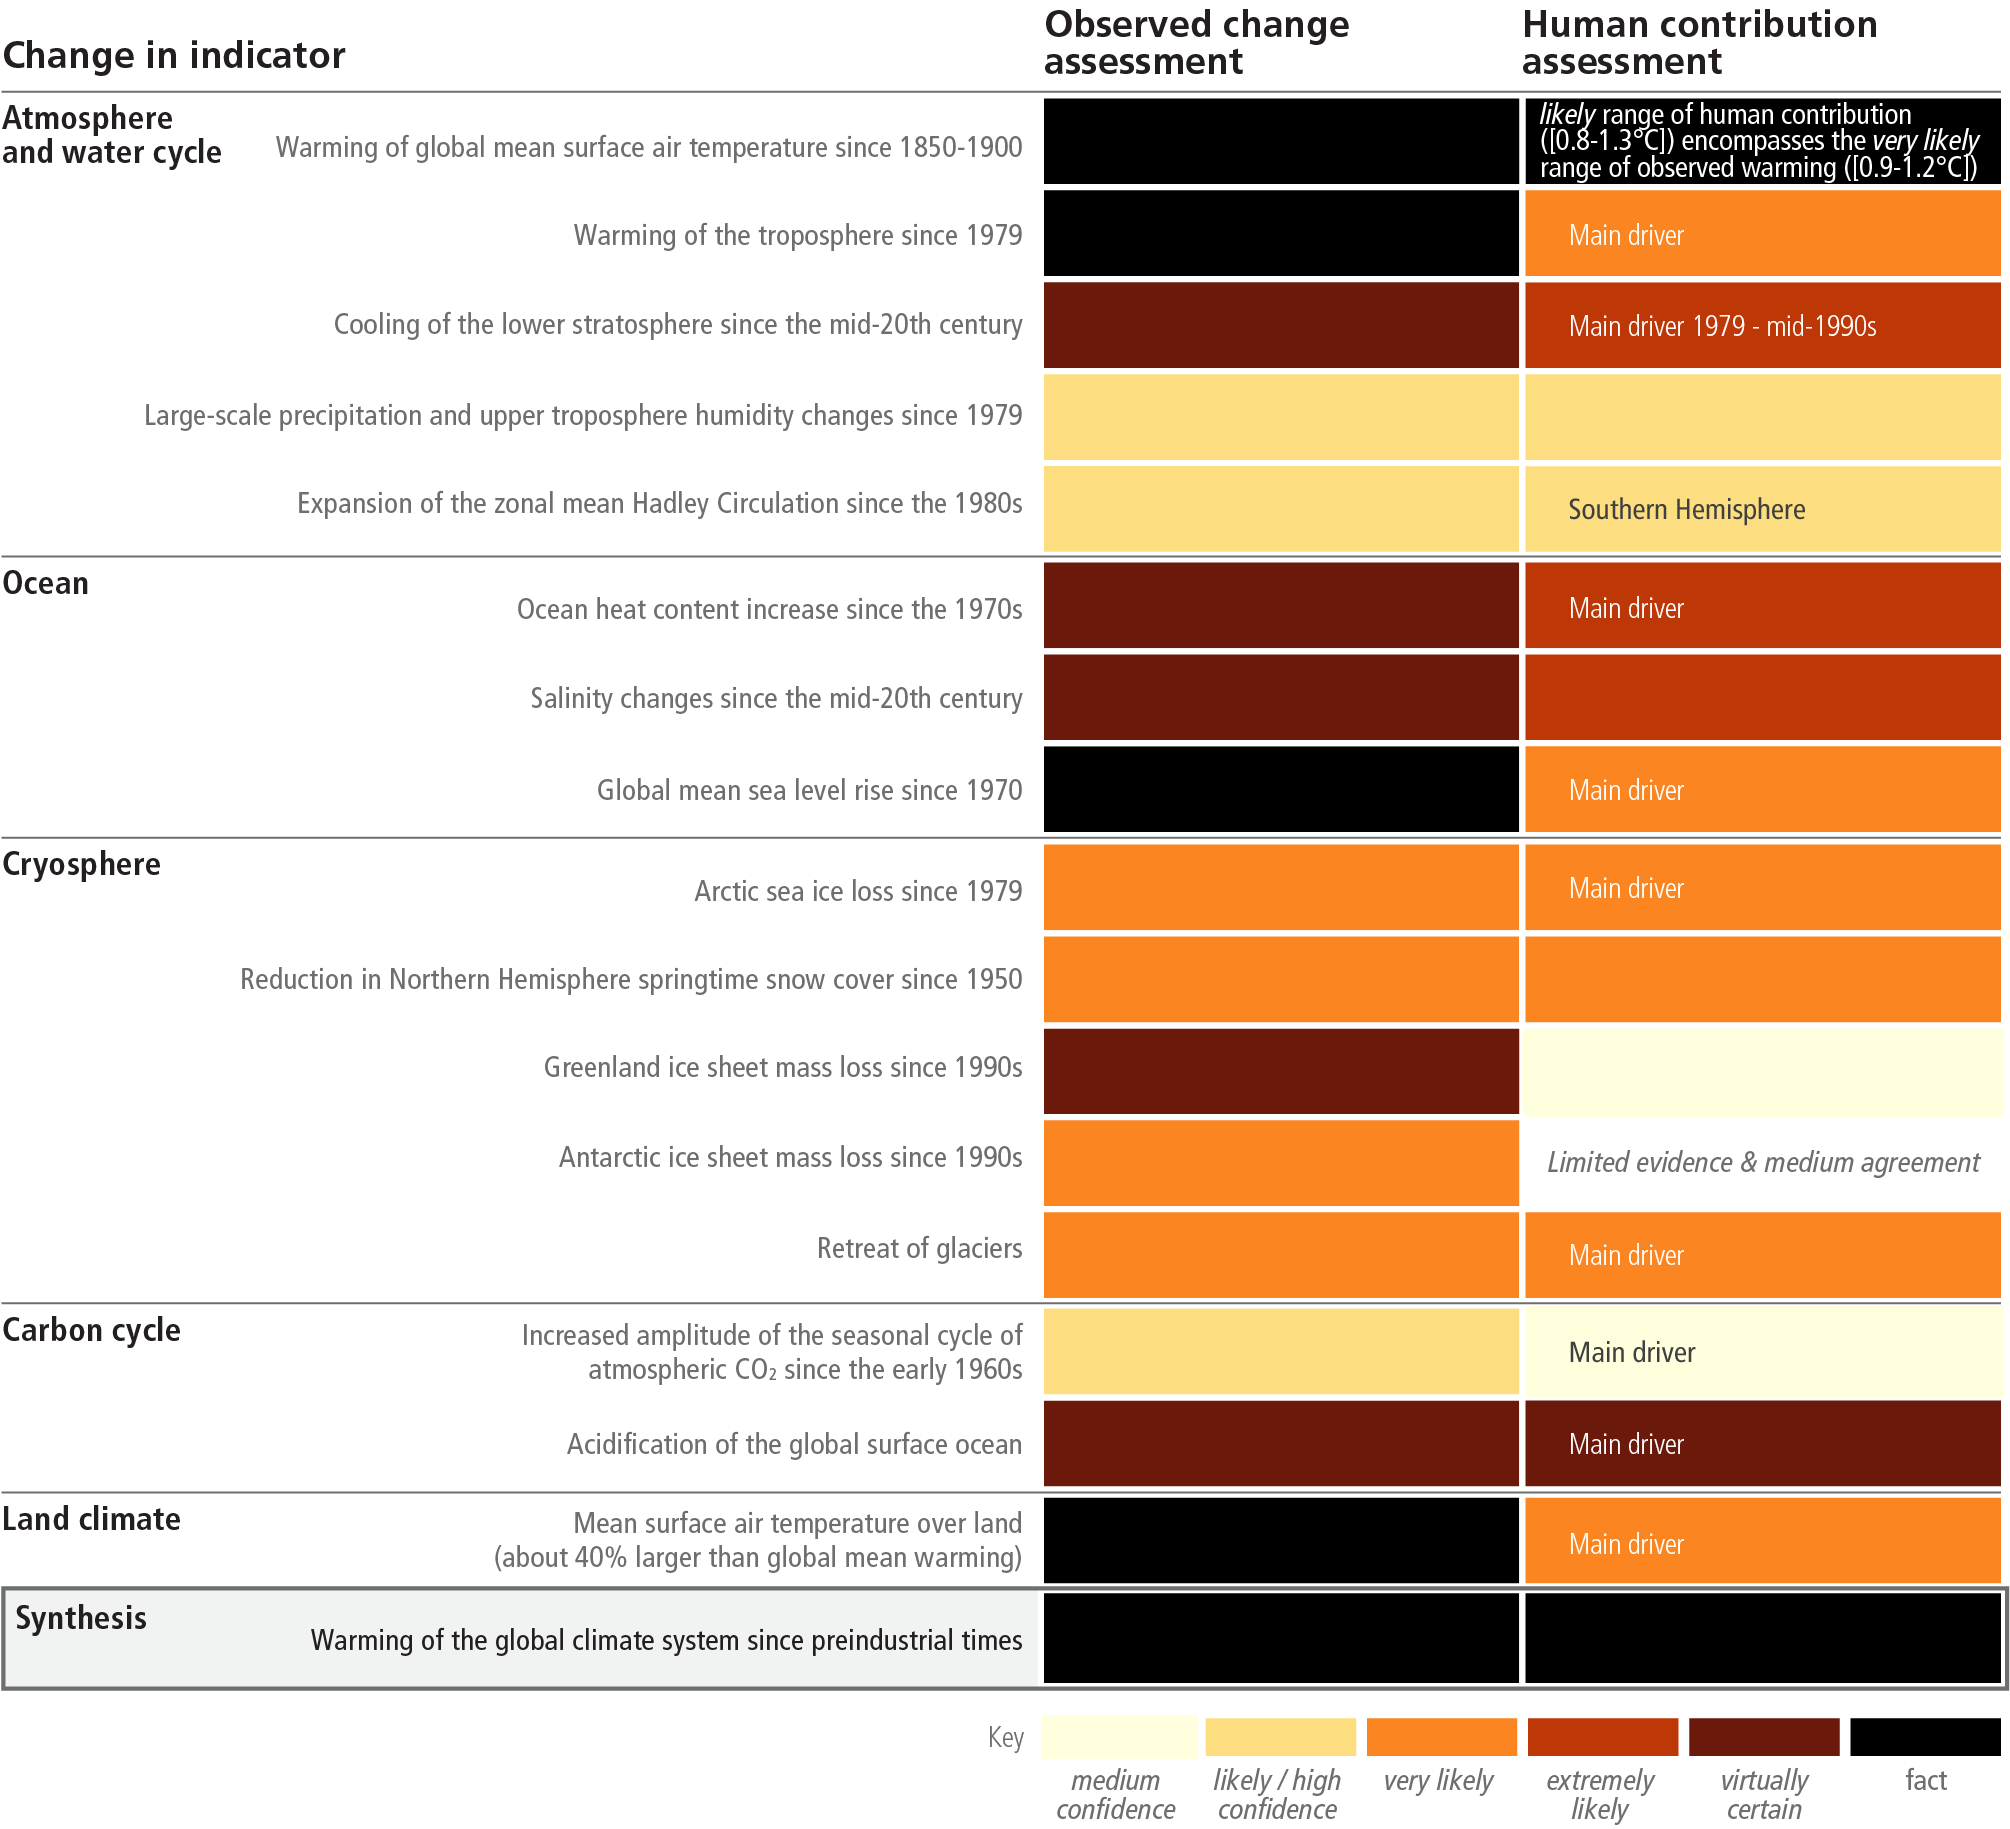 Change in indicator
Observed change
assessment
Human contribution
assessment
Atmosphere
and water cycle
Warming of global mean surface air temperature since 1850-1900
likely range of human contribution
([0.8-1.3°C]) encompasses the very likely
range of observed warming ([0.9-1.2°C])
Warming of the troposphere since 1979
Main driver
Cooling of the lower stratosphere since the mid-20th century
Main driver 1979 - mid-1990s
Large-scale precipitation and upper troposphere humidity changes since 1979
Expansion of the zonal mean Hadley Circulation since the 1980s
Southern Hemisphere
Ocean
Ocean heat content increase since the 1970s
Main driver
Salinity changes since the mid-20th century
Global mean sea level rise since 1970
Main driver
Cryosphere
Arctic sea ice loss since 1979
Main driver
Reduction in Northern Hemisphere springtime snow cover since 1950
Greenland ice sheet mass loss since 1990s
Antarctic ice sheet mass loss since 1990s
Limited evidence & medium agreement
Retreat of glaciers
Main driver
Carbon cycle
Increased amplitude of the seasonal cycle of
atmospheric CO₂ since the early 1960s
Main driver
Acidification of the global surface ocean
Main driver
Land climate
Mean surface air temperature over land
(about 40% larger than global mean warming)
Main driver
Synthesis
Warming of the global climate system since preindustrial times
Key
medium
confidence
likely / high
confidence
very likely
extremely
likely
virtually
certain
fact